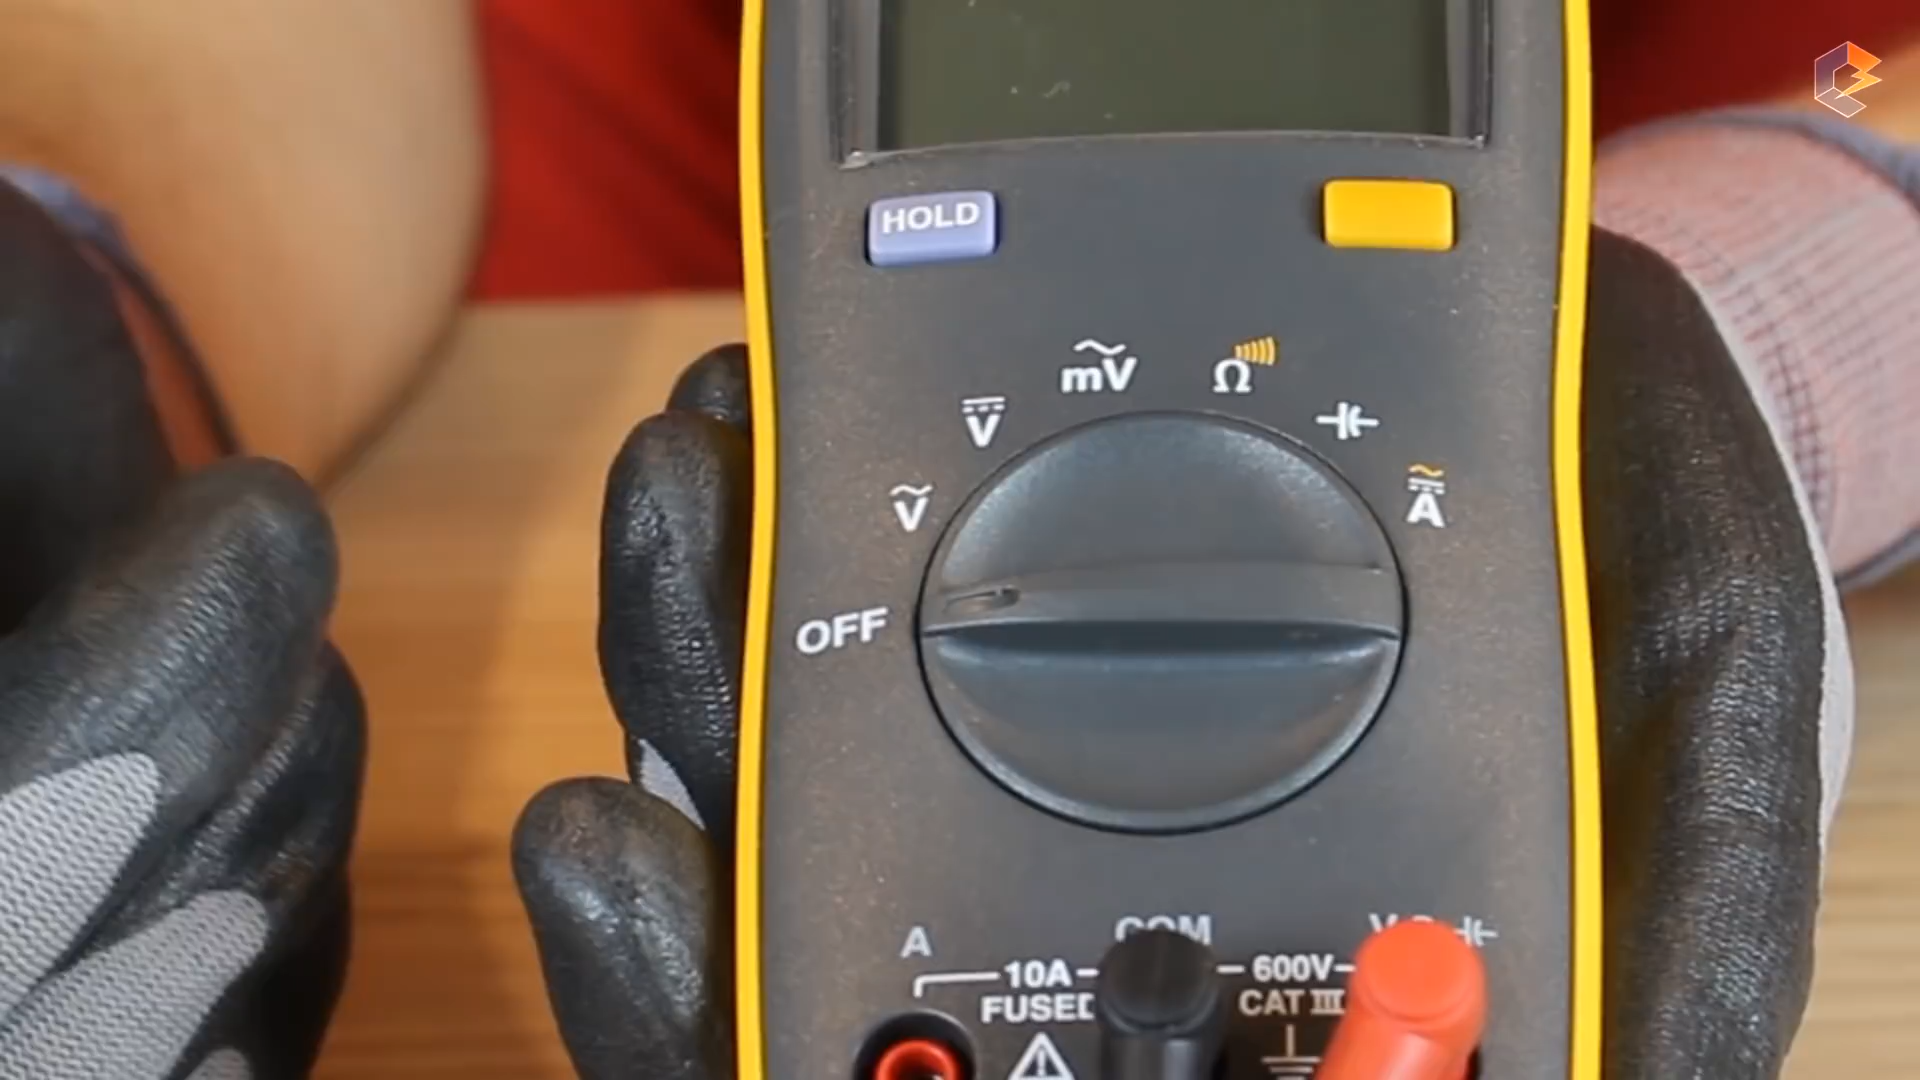 HOLD
mV
Ω
V
V
A
OFF
A
COM
10A
600V
FUSED
CAT III